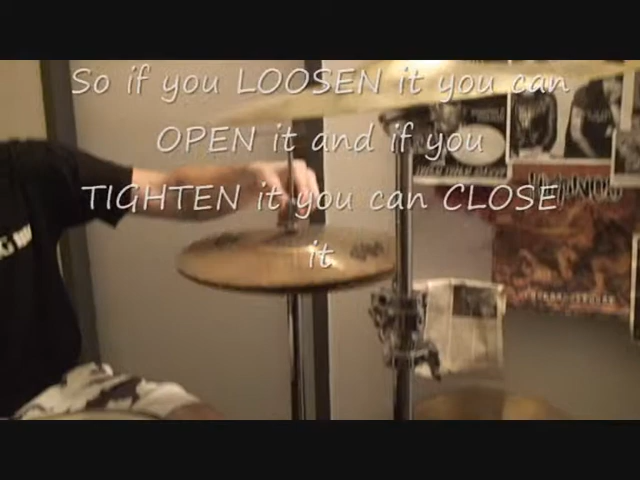 So if you LOOSEN it you can
OPEN it and if you
TIGHTEN it you can CLOSE
it